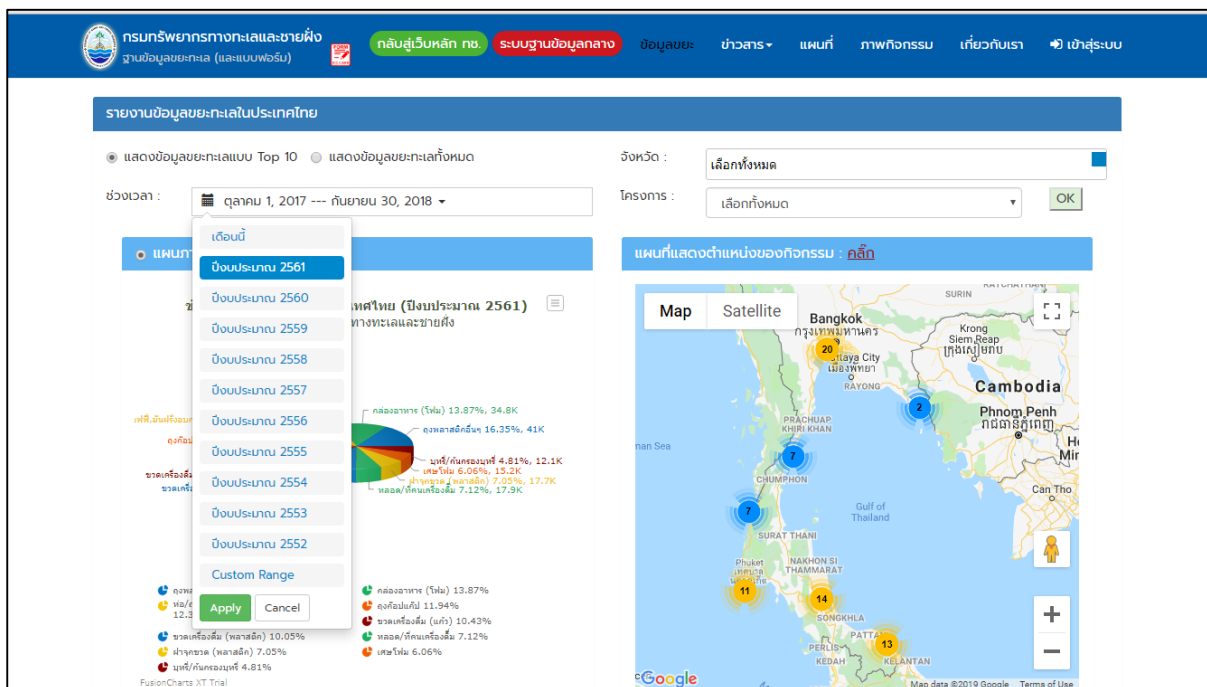 กรมทรัพยากรทางทะเลและชายฝั่ง
ฐานข้อมูลขยะทะเล (และแบบฟอร์ม)
FORM
กลับสู่เว็บหลัก ทช.
ระบบฐานข้อมูลกลาง
ข้อมูลขยะ
ข่าวสาร
แผนที่
ภาพกิจกรรม
เกี่ยวกับเรา
เข้าสู่ระบบ
รายงานข้อมูลขยะทะเลในประเทศไทย
แสดงข้อมูลขยะทะเลแบบ Top 10
แสดงข้อมูลขยะทะเลทั้งหมด
จังหวัด :
เลือกทั้งหมด
ช่วงเวลา :
ตุลาคม 1, 2017 --- กันยายน 30, 2018
โครงการ :
เลือกทั้งหมด
OK
เดือนนี้
ปีงบประมาณ 2561
ปีงบประมาณ 2560
ปีงบประมาณ 2559
ปีงบประมาณ 2558
ปีงบประมาณ 2557
ปีงบประมาณ 2556
ปีงบประมาณ 2555
ปีงบประมาณ 2554
ปีงบประมาณ 2553
ปีงบประมาณ 2552
Custom Range
Apply
Cancel
แผนที่แสดงตำแหน่งของกิจกรรม : คลิ๊ก
(ปีงบประมาณ 2561)
ทางทะเลและชายฝั่ง
กล่องอาหาร (โฟม) 13.87%, 34.8K
ถุงพลาสติกอื่นๆ 16.35%, 41K
บุหรี่/ก้นกรองบุหรี่ 4.81%, 12.1K
เศษโฟม 6.06%, 15.2K
ฝาจุกขวด (พลาสติก) 7.05%, 17.7K
หลอด/ที่คนเครื่องดื่ม 7.12%, 17.9K
กล่องอาหาร (โฟม) 13.87%
ถุงก๊อปแก๊ป 11.94%
ขวดเครื่องดื่ม (แก้ว) 10.43%
ขวดเครื่องดื่ม (พลาสติก) 10.05%
หลอด/ที่คนเครื่องดื่ม 7.12%
ฝาจุกขวด (พลาสติก) 7.05%
เศษโฟม 6.06%
บุหรี่/ก้นกรองบุหรี่ 4.81%
FusionCharts XT Trial
Map
Satellite
SURIN
Bangkok
กรุงเทพมหานคร
20
Krong
Siem Reap
ក្រុងសៀមរាប
เมืองพัทยา
RAYONG
Cambodia
2
Phnom Penh
រាជធានីភ្នំពេញ
PRACHUAP
KHIRI KHAN
7
CHUMPHON
Can Tho
7
Gulf of
Thailand
SURAT THANI
Phuket
NAKHON SI
THAMMARAT
11
14
SONGKHLA
13
PERLIS
KEDAH
KELANTAN
Google
Map data ©2019 Google
Terms of Use